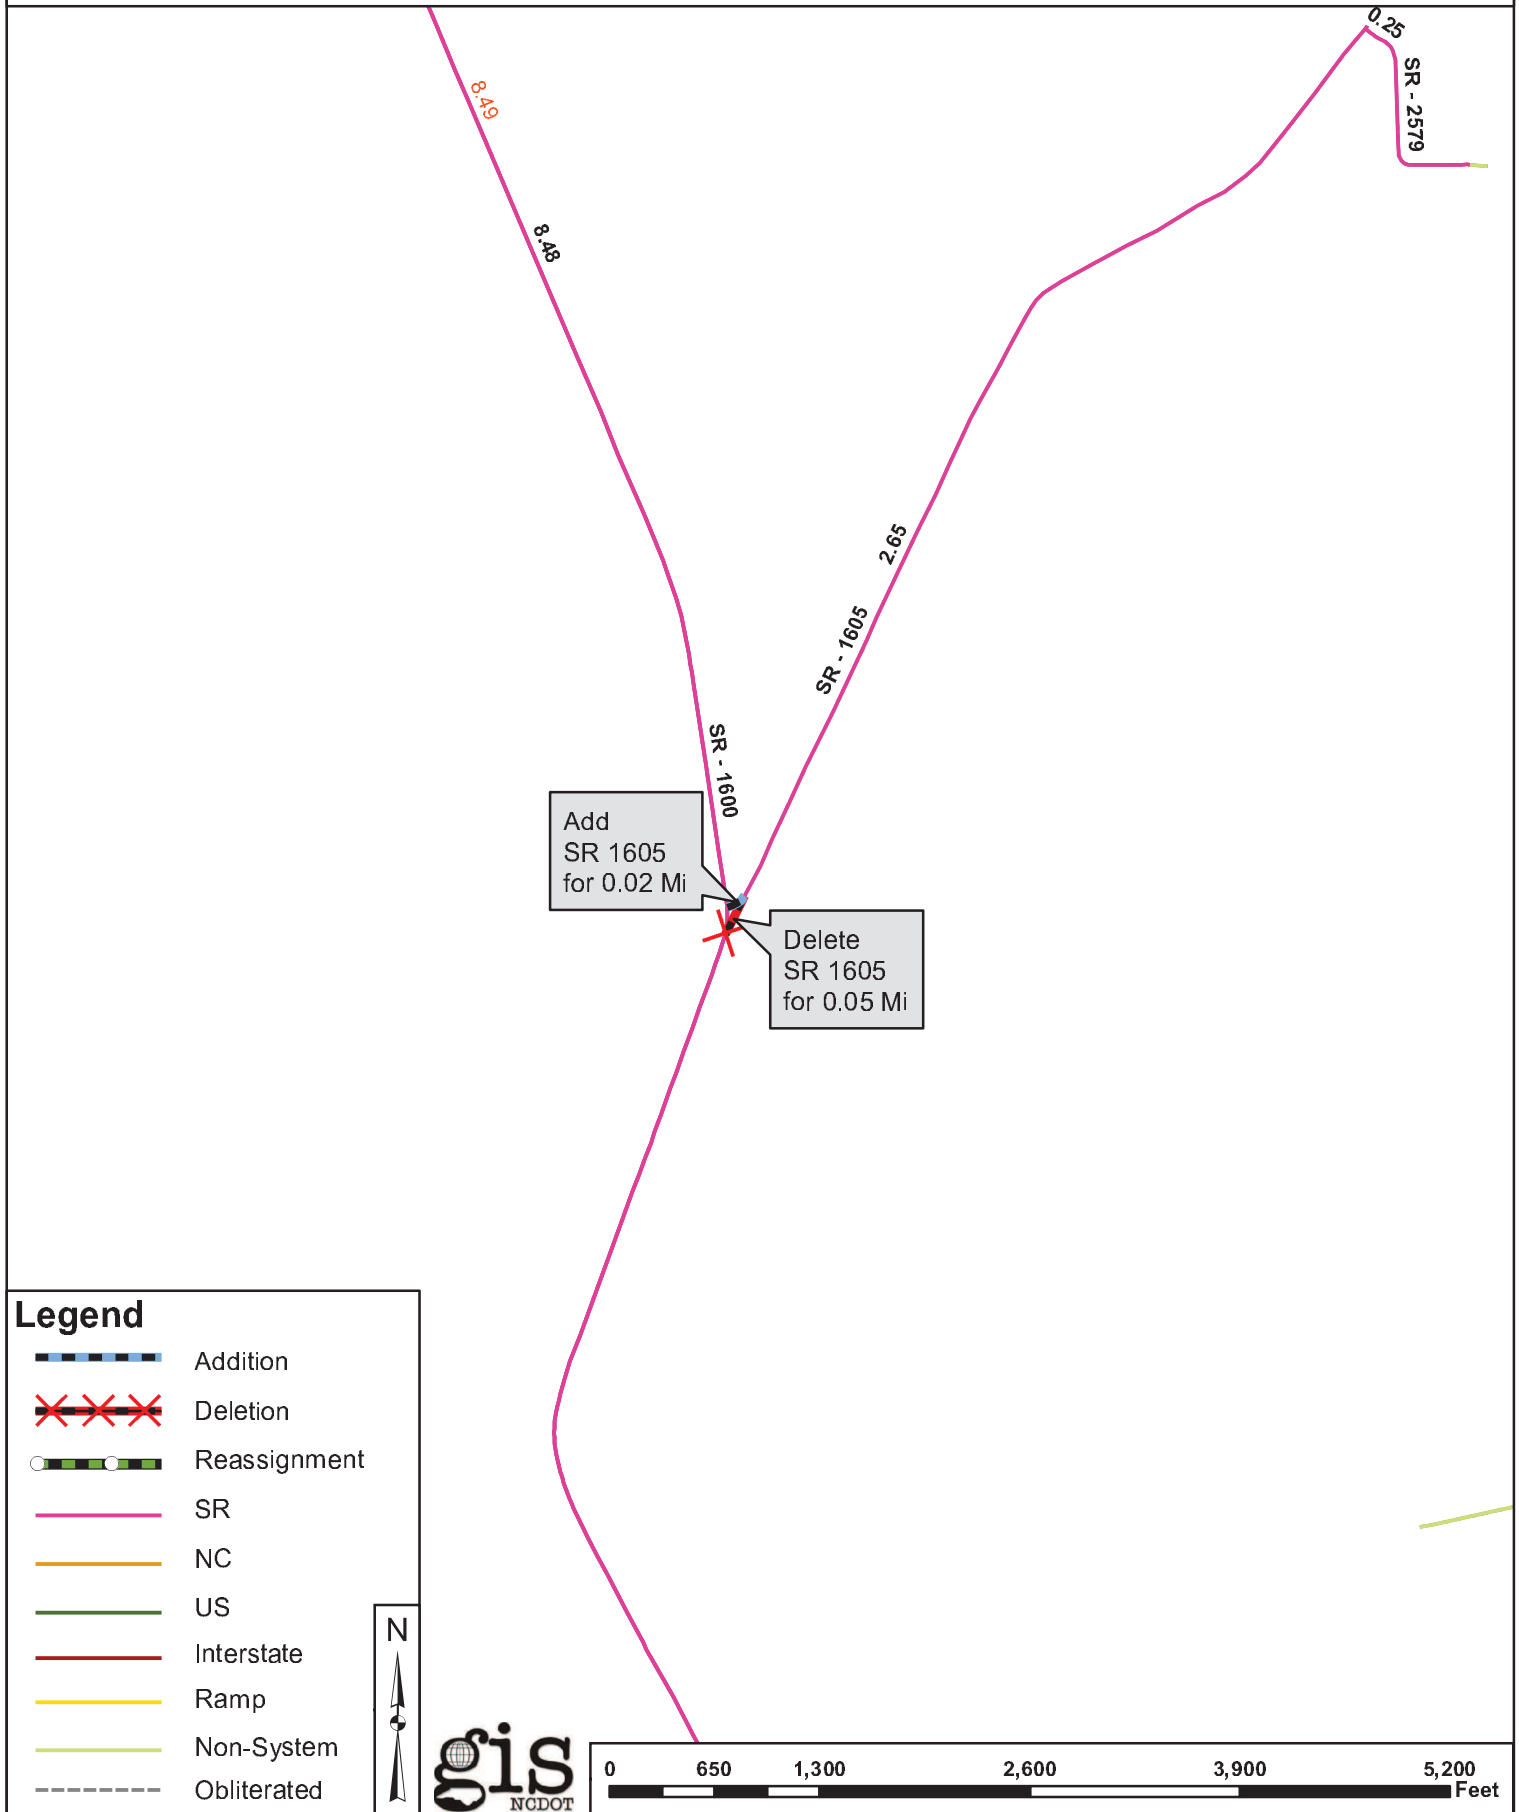 0.25
SR - 2579
8.49
8.48
2.65
SR - 1605
SR - 1600
Add
SR 1605
for 0.02 Mi
Delete
SR 1605
for 0.05 Mi
Legend
Addition
Deletion
Reassignment
SR
NC
US
Interstate
Ramp
Non-System
Obliterated
N
gis
NCDOT
0 650 1,300 2,600 3,900 5,200
Feet